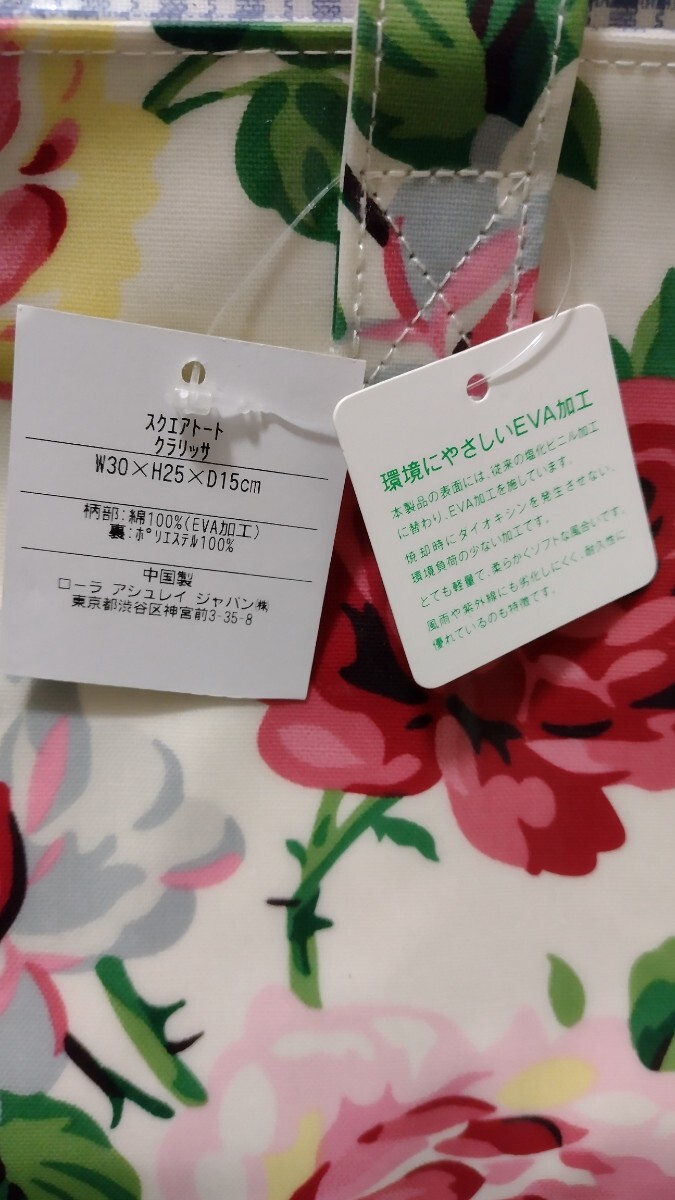 スクエアトート
クラリッサ
W30×H25×D15cm
柄部:綿100%(EVA加工)
裏:ポリエステル100%
中国製
ローラ アシュレイ ジャパン㈱
東京都渋谷区神宮前3-35-8
環境にやさしいEVA加工
本製品の表面には、従来の塩化ビニル加工
に替わり、EVA加工を施しています。
焼却時にダイオキシンを発生させない、
環境負荷の少ない加工です。
とても軽量で、柔らかくソフトな風合いです。
風雨や紫外線にも劣化しにくく、耐久性に
優れているのも特徴です。